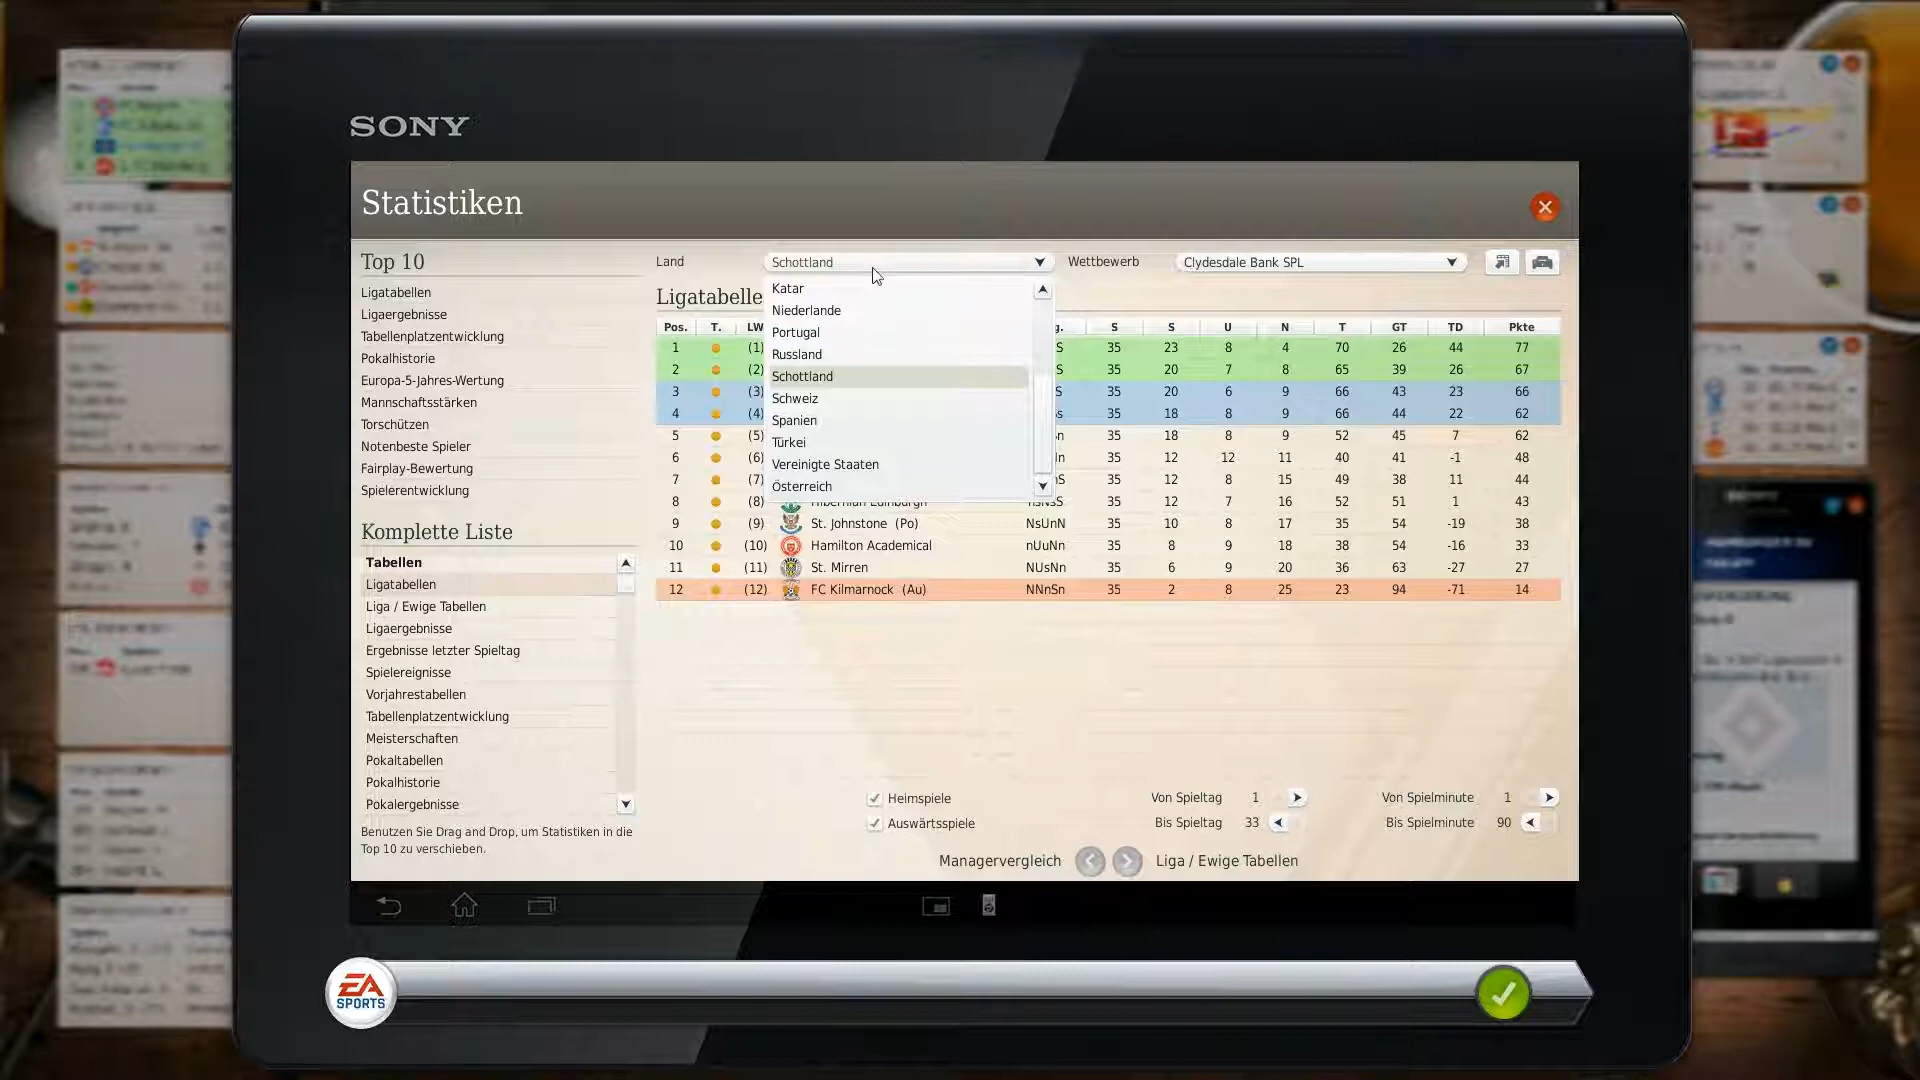 SONY
Statistiken
Top 10
Ligatabellen
Ligaergebnisse
Tabellenplatzentwicklung
Pokalhistorie
Europa-5-Jahres-Wertung
Mannschaftsstärken
Torschützen
Notenbeste Spieler
Fairplay-Bewertung
Spielerentwicklung
Komplette Liste
Tabellen
Ligatabellen
Liga / Ewige Tabellen
Ligaergebnisse
Ergebnisse letzter Spieltag
Spielereignisse
Vorjahrestabellen
Tabellenplatzentwicklung
Meisterschaften
Pokaltabellen
Pokalhistorie
Pokalergebnisse
Benutzen Sie Drag and Drop, um Statistiken in die
Top 10 zu verschieben.
Land Schottland Wettbewerb Clydesdale Bank SPL
Katar
Niederlande
Portugal
Russland
Schottland
Schweiz
Spanien
Türkei
Vereinigte Staaten
Österreich
Ligatabelle
Pos. T. LW S S U N T GT TD Pkte
1 (1) S 35 23 8 4 70 26 44 77
2 (2) S 35 20 7 8 65 39 26 67
3 (3) S 35 20 6 9 66 43 23 66
4 (4) s 35 18 8 9 66 44 22 62
5 (5) n 35 18 8 9 52 45 7 62
6 (6) n 35 12 12 11 40 41 -1 48
7 (7) S 35 12 8 15 49 38 11 44
8 (8) Hibernian Edinburgh nsNsS 35 12 7 16 52 51 1 43
9 (9) St. Johnstone (Po) NsUnN 35 10 8 17 35 54 -19 38
10 (10) Hamilton Academical nUuNn 35 8 9 18 38 54 -16 33
11 (11) St. Mirren NUsNn 35 6 9 20 36 63 -27 27
12 (12) FC Kilmarnock (Au) NNnSn 35 2 8 25 23 94 -71 14
Heimspiele Von Spieltag 1 Von Spielminute 1
Auswärtsspiele Bis Spieltag 33 Bis Spielminute 90
Managervergleich Liga / Ewige Tabellen
EA
SPORTS